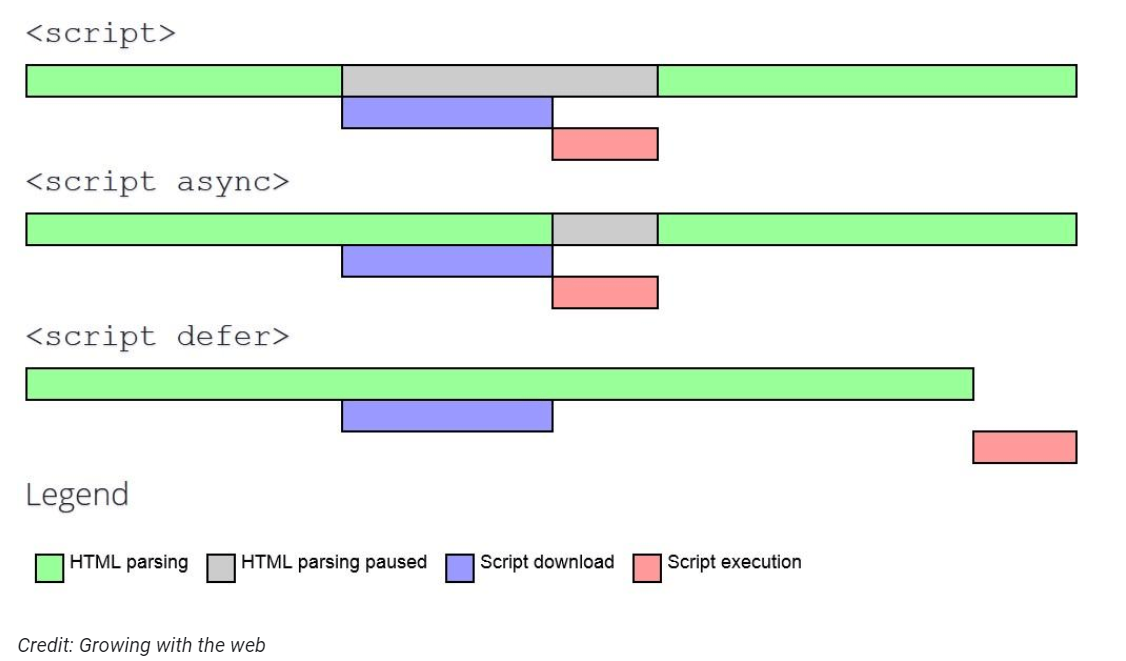 <script>
<script async>
<script defer>
Legend
HTML parsing HTML parsing paused Script download Script execution
Credit: Growing with the web